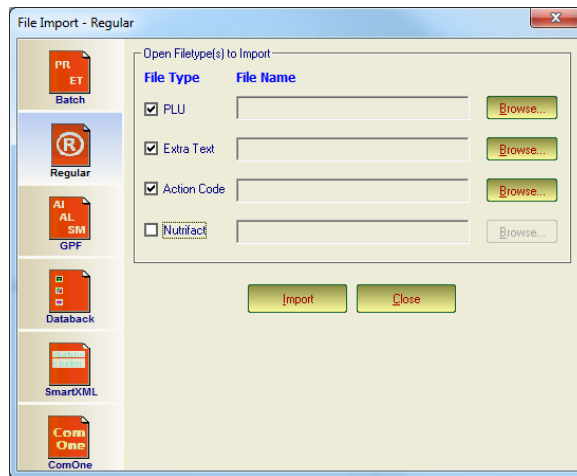 File Import - Regular
x
PR
ET
Batch
®
Regular
AI
AL
SM
GPF
Databack
SmartXML
Com
One
ComOne
Open Filetype(s) to Import
File Type File Name
PLU Browse...
Extra Text Browse...
Action Code Browse...
Nutrifact Browse...
Import Close